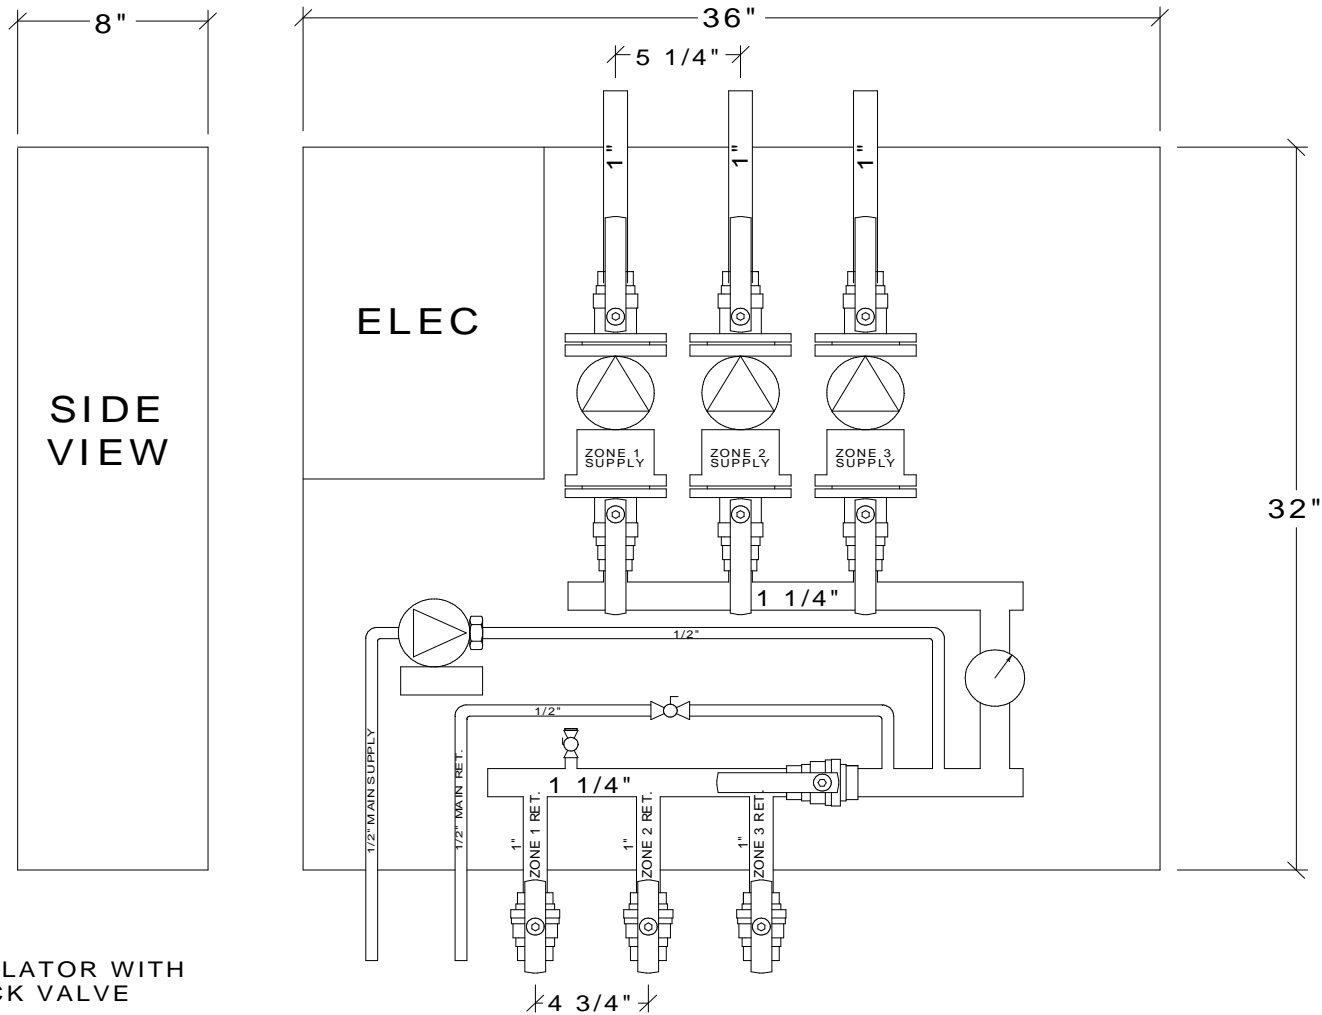 8"
36"
5 1/4"
1"
1"
1"
ELEC
SIDE
VIEW
ZONE 1
SUPPLY
ZONE 2
SUPPLY
ZONE 3
SUPPLY
32"
1 1/4"
1/2"
1/2"
1/2" MAIN SUPPLY
1/2" MAIN RET.
1 1/4"
1"
ZONE 1 RET.
1"
ZONE 2 RET.
1"
ZONE 3 RET.
LATOR WITH
CK VALVE
4 3/4"